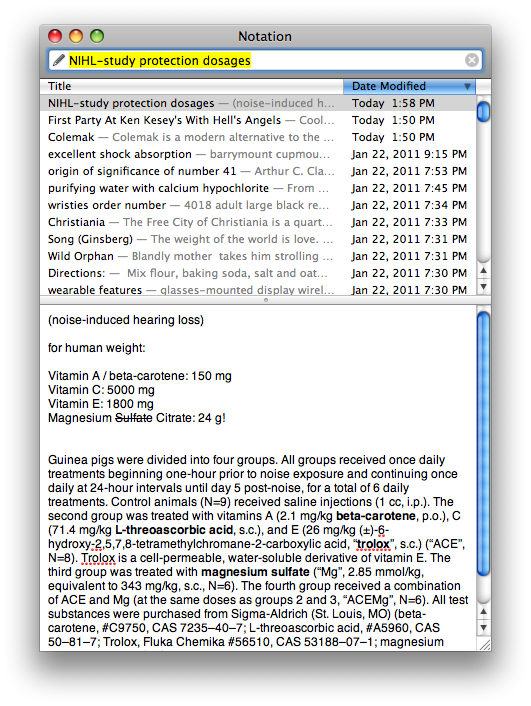 Notation
NIHL-study protection dosages
Title Date Modified
NIHL-study protection dosages — (noise-induced h... Today 1:58 PM
First Party At Ken Kesey's With Hell's Angels — Cool... Today 1:50 PM
Colemak — Colemak is a modern alternative to the ... Today 1:50 PM
excellent shock absorption — barrymount cupmou... Jan 22, 2011 9:15 PM
origin of significance of number 41 — Arthur C. Cla... Jan 22, 2011 7:53 PM
purifying water with calcium hypochlorite — From ... Jan 22, 2011 7:45 PM
wristies order number — 4018 adult large black re... Jan 22, 2011 7:34 PM
Christiania — The Free City of Christiania is a quart... Jan 22, 2011 7:33 PM
Song (Ginsberg) — The weight of the world is love. ... Jan 22, 2011 7:31 PM
Wild Orphan — Blandly mother takes him strolling ... Jan 22, 2011 7:31 PM
Directions: — Mix flour, baking soda, salt and oat... Jan 22, 2011 7:30 PM
wearable features — glasses-mounted display wirel... Jan 22, 2011 7:30 PM
(noise-induced hearing loss)
for human weight:
Vitamin A / beta-carotene: 150 mg
Vitamin C: 5000 mg
Vitamin E: 1800 mg
Magnesium Sulfate Citrate: 24 g!
Guinea pigs were divided into four groups. All groups received once daily
treatments beginning one-hour prior to noise exposure and continuing once
daily at 24-hour intervals until day 5 post-noise, for a total of 6 daily
treatments. Control animals (N=9) received saline injections (1 cc, i.p.). The
second group was treated with vitamins A (2.1 mg/kg beta-carotene, p.o.), C
(71.4 mg/kg L-threoascorbic acid, s.c.), and E (26 mg/kg (±)-6-
hydroxy-2,5,7,8-tetramethylchromane-2-carboxylic acid, “trolox”, s.c.) (“ACE”,
N=8). Trolox is a cell-permeable, water-soluble derivative of vitamin E. The
third group was treated with magnesium sulfate (“Mg”, 2.85 mmol/kg,
equivalent to 343 mg/kg, s.c., N=6). The fourth group received a combination
of ACE and Mg (at the same doses as groups 2 and 3, “ACEMg”, N=6). All test
substances were purchased from Sigma-Aldrich (St. Louis, MO) (beta-
carotene, #C9750, CAS 7235–40–7; L-threoascorbic acid, #A5960, CAS
50–81–7; Trolox, Fluka Chemika #56510, CAS 53188–07–1; magnesium